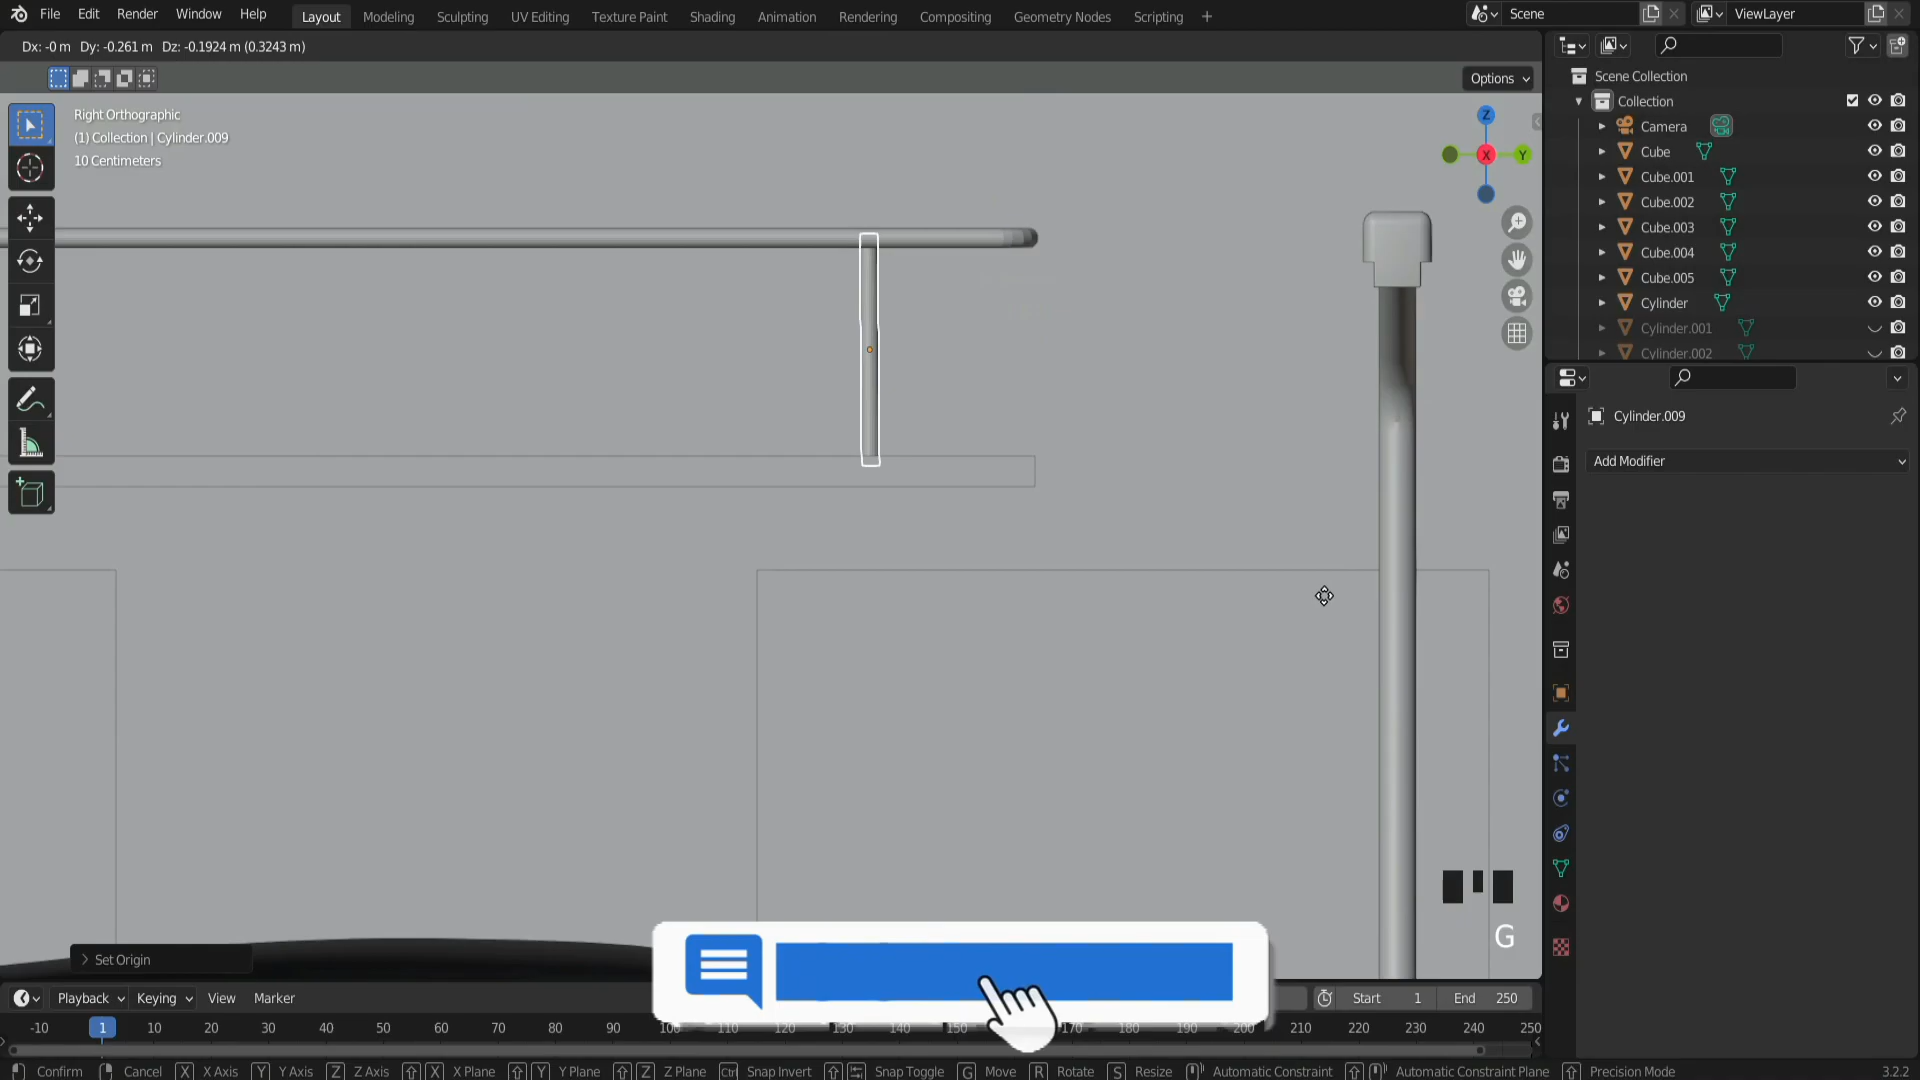 File Edit Render Window Help Layout Modeling Sculpting UV Editing Texture Paint Shading Animation Rendering Compositing Geometry Nodes Scripting + Scene ViewLayer
Dx: -0 m Dy: -0.261 m Dz: -0.1924 m (0.3243 m)
Options
Right Orthographic
(1) Collection | Cylinder.009
10 Centimeters
Z
X
Y
Scene Collection
Collection
Camera
Cube
Cube.001
Cube.002
Cube.003
Cube.004
Cube.005
Cylinder
Cylinder.001
Cylinder.002
Cylinder.009
Add Modifier
G
Set Origin
Playback Keying View Marker Start 1 End 250
-10 1 10 20 30 40 50 60 70 80 90 100 110 120 130 140 150 170 180 190 200 210 220 230 240 250
Confirm Cancel X X Axis Y Y Axis Z Z Axis X X Plane Y Y Plane Z Z Plane Ctrl Snap Invert Snap Toggle G Move R Rotate S Resize Automatic Constraint Automatic Constraint Plane Precision Mode 3.2.2